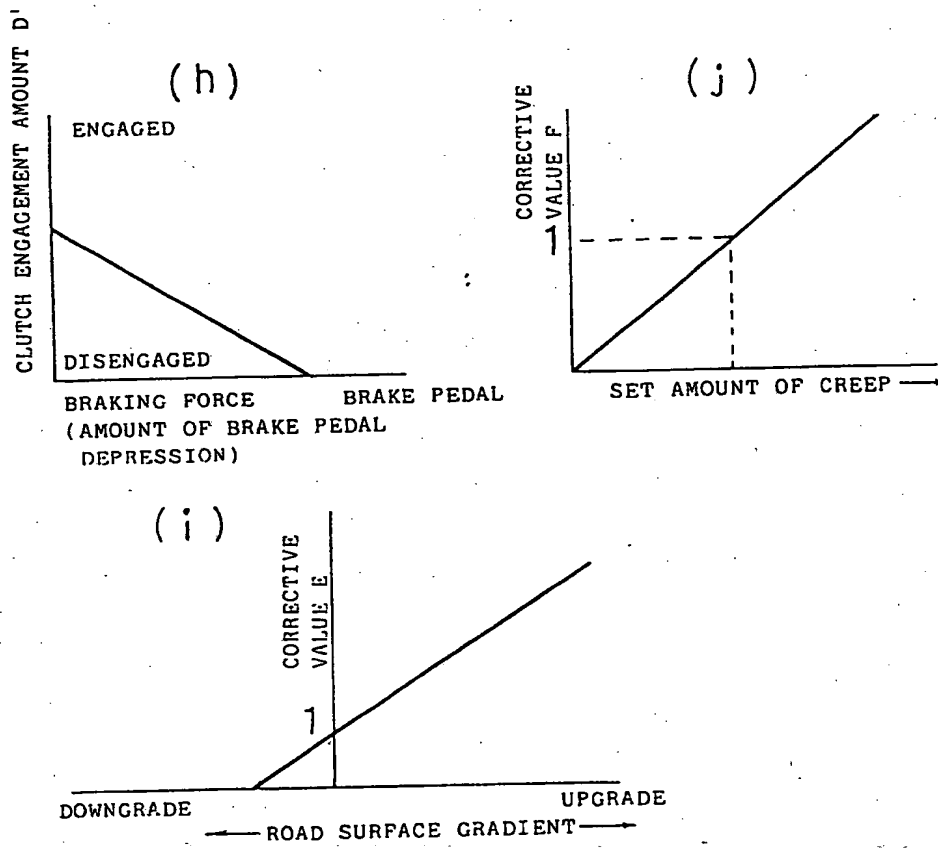 (h)
CLUTCH ENGAGEMENT AMOUNT D'
ENGAGED
DISENGAGED
BRAKING FORCE BRAKE PEDAL
(AMOUNT OF BRAKE PEDAL
DEPRESSION)
(j)
CORRECTIVE
VALUE F
1
SET AMOUNT OF CREEP
(i)
CORRECTIVE
VALUE E
1
DOWNGRADE
UPGRADE
ROAD SURFACE GRADIENT